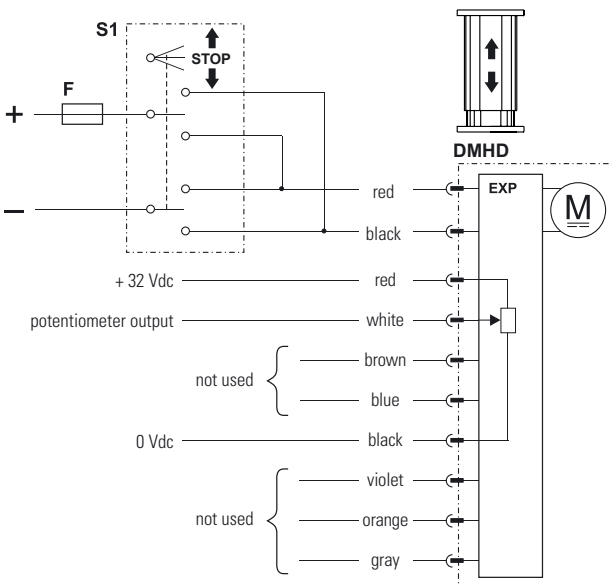 S1
STOP
F
+
–
DMHD
EXP
M
red
black
+ 32 Vdc red
potentiometer output white
brown
not used
blue
0 Vdc black
violet
not used orange
gray